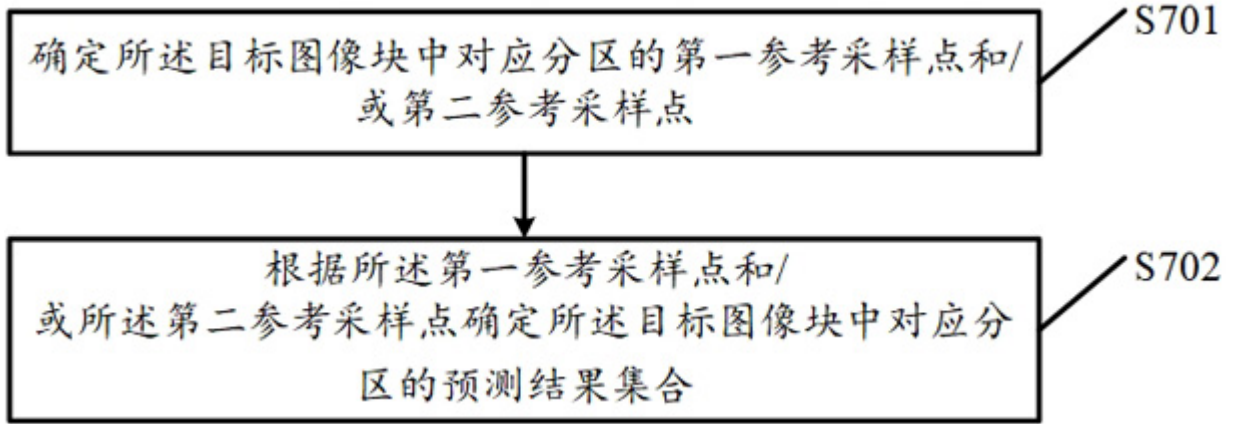 S701
确定所述目标图像块中对应分区的第一参考采样点和/
或第二参考采样点
S702
根据所述第一参考采样点和/
或所述第二参考采样点确定所述目标图像块中对应分
区的预测结果集合